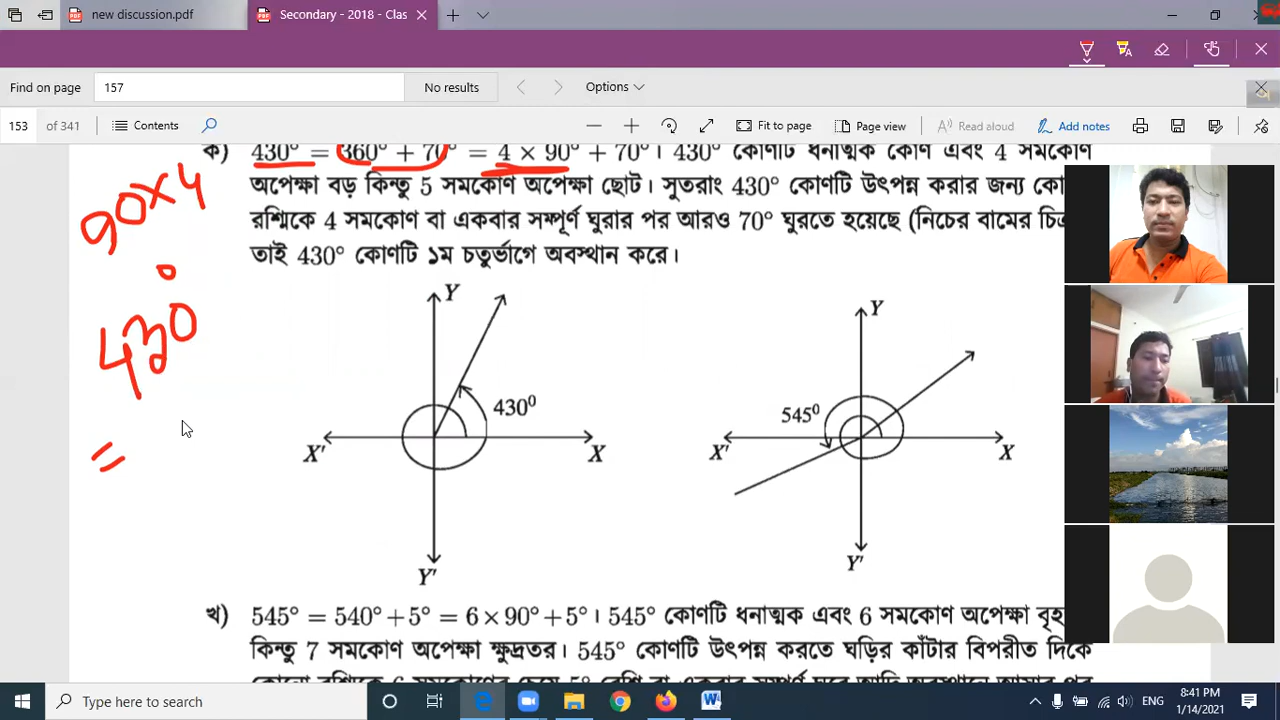 new discussion.pdf
Secondary - 2018 - Clas
Find on page
157
No results
Options
153 of 341
Contents
Fit to page
Page view
Read aloud
Add notes
ক) 430° = 360° + 70° = 4 × 90° + 70°। 430° কোণটি ধনাত্মক কোণ এবং 4 সমকোণ
অপেক্ষা বড় কিন্তু 5 সমকোণ অপেক্ষা ছোট। সুতরাং 430° কোণটি উৎপন্ন করার জন্য
রশ্মিকে 4 সমকোণ বা একবার সম্পূর্ণ ঘুরার পর আরও 70° ঘুরতে হয়েছে (নিচের বামের
তাই 430° কোণটি ১ম চতুর্ভাগে অবস্থান করে।
90×4
430
=
Y
430⁰
X'
X
Y'
Y
545⁰
X'
X
Y'
খ) 545° = 540° + 5° = 6 × 90° + 5°। 545° কোণটি ধনাত্মক এবং 6 সমকোণ অপেক্ষা
কিন্তু 7 সমকোণ অপেক্ষা ক্ষুদ্রতর। 545° কোণটি উৎপন্ন করতে ঘড়ির কাঁটার বিপরীত দিকে
Type here to search
ENG
8:41 PM
1/14/2021